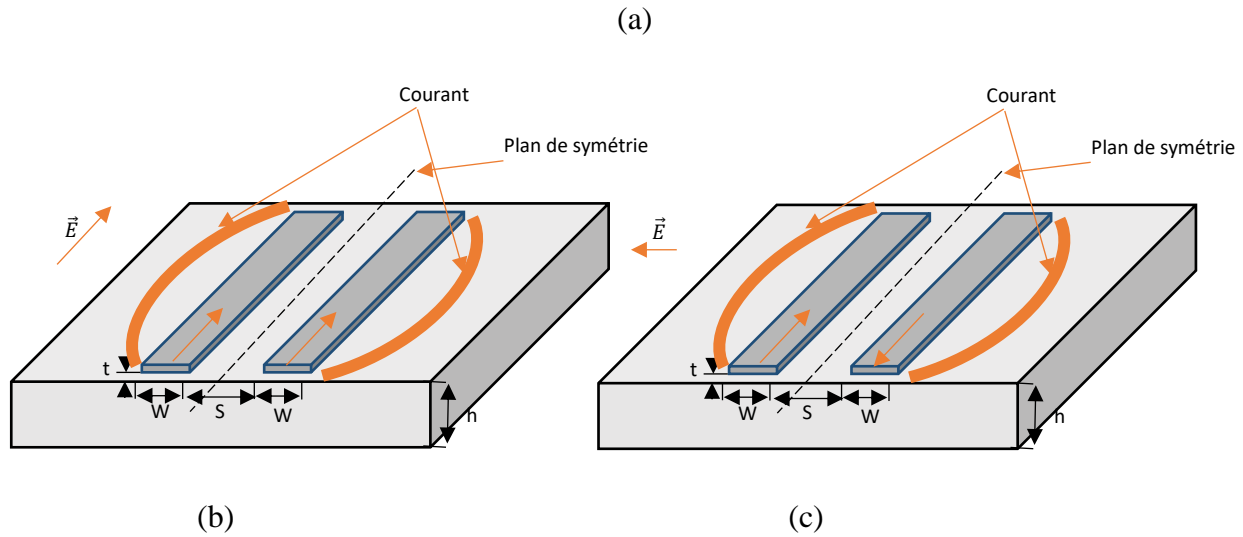 (a)
Courant
Plan de symétrie
E⃗
t
W
S
W
h
(b)
Courant
Plan de symétrie
E⃗
t
W
S
W
h
(c)